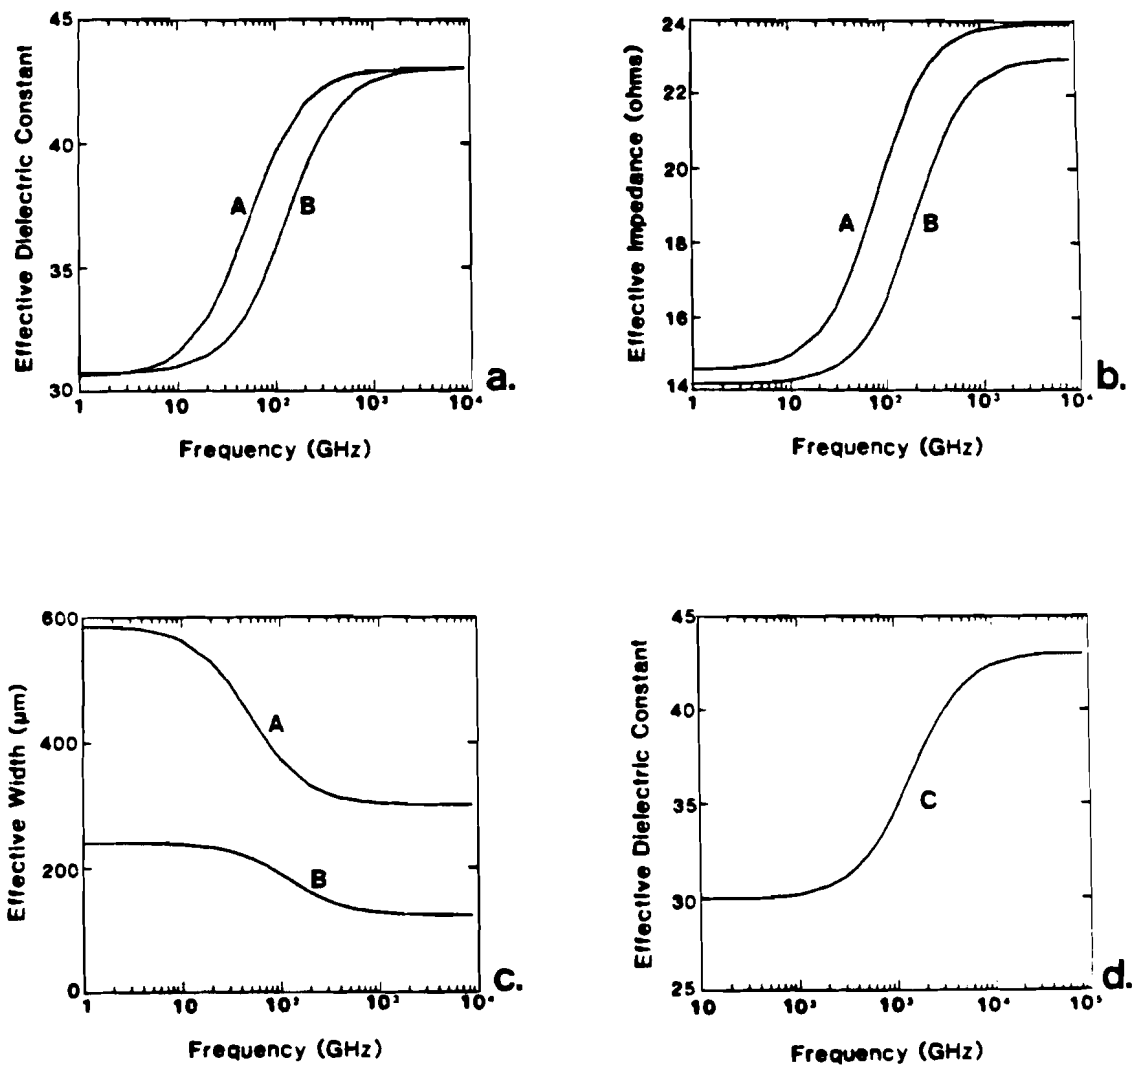 Effective Dielectric Constant
45
40
35
30
A
B
1 10 10² 10³ 10⁴
Frequency (GHz)
a.
Effective Impedance (ohms)
24
22
20
18
16
14
A
B
1 10 10² 10³ 10⁴
Frequency (GHz)
b.
Effective Width (μm)
600
400
200
0
A
B
1 10 10² 10³ 10⁴
Frequency (GHz)
c.
Effective Dielectric Constant
45
40
35
30
25
C
10 10² 10³ 10⁴ 10⁵
Frequency (GHz)
d.